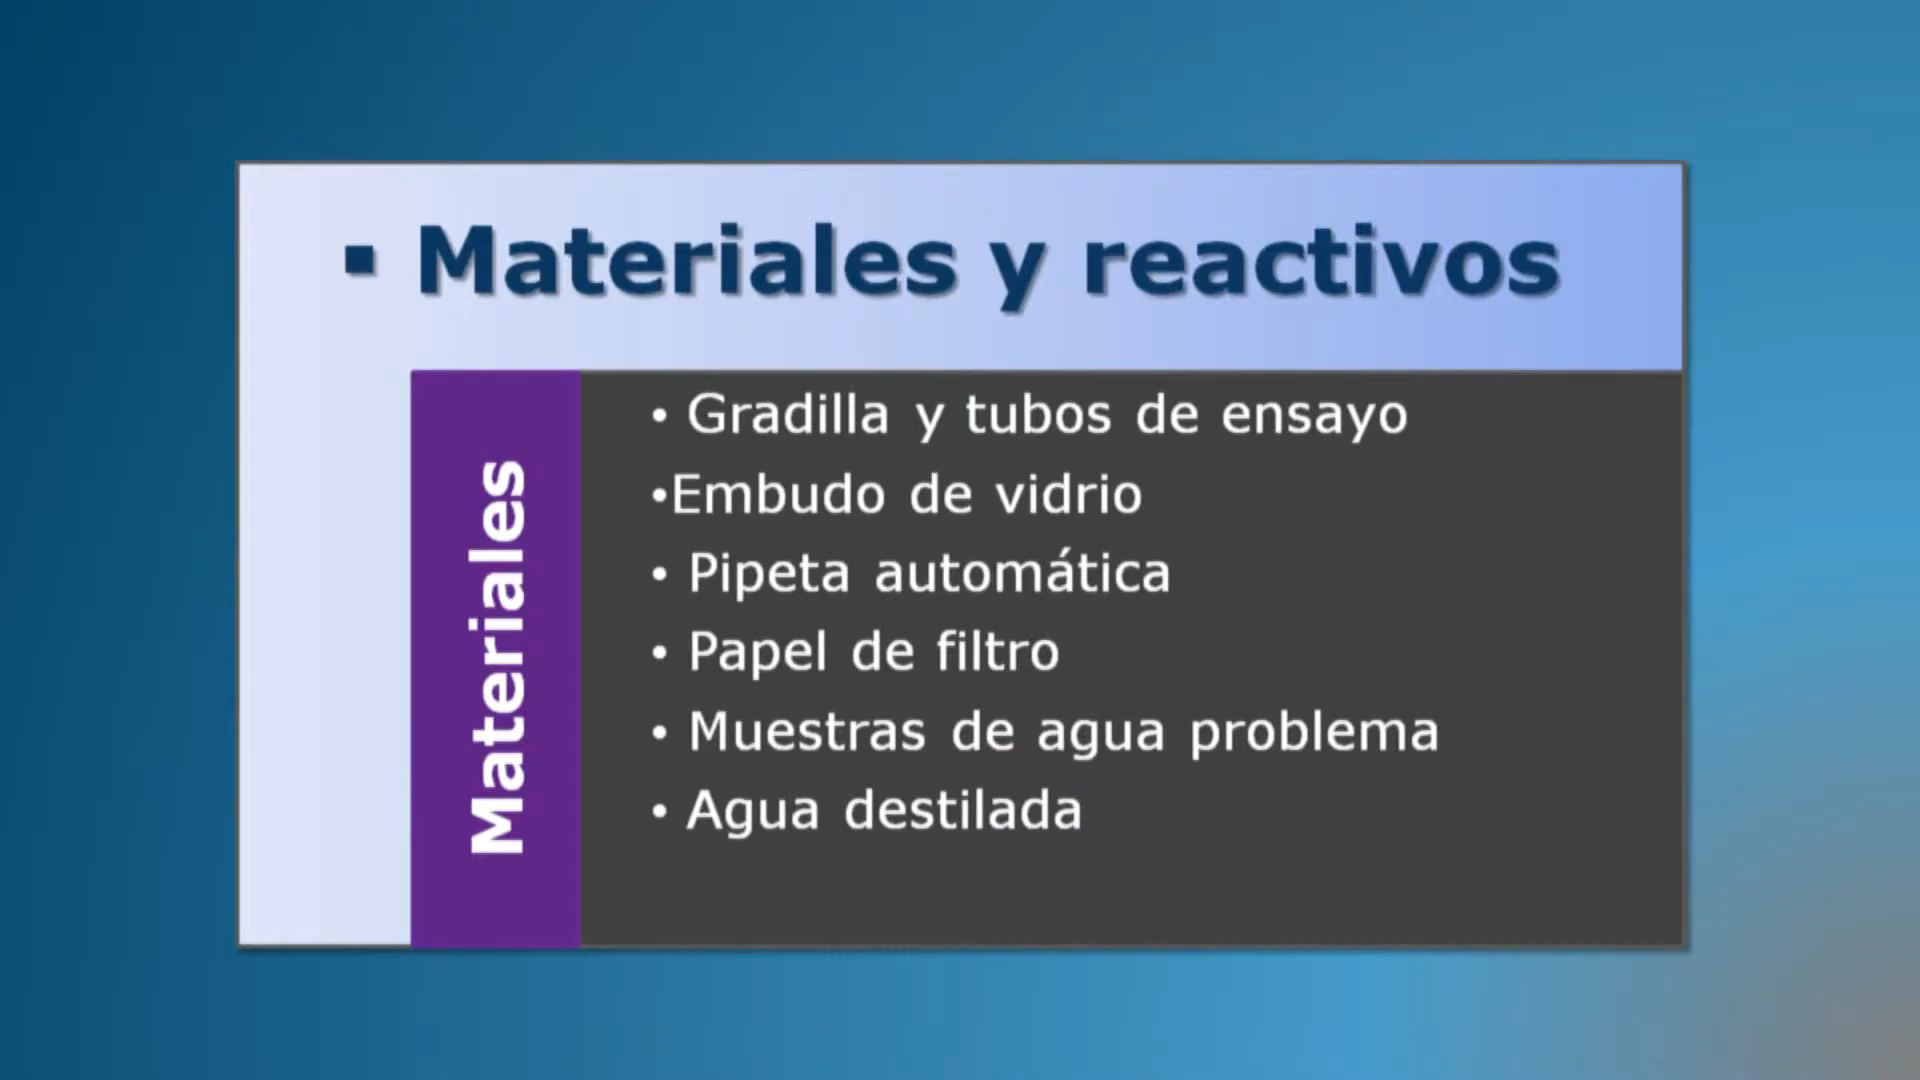 ▪ Materiales y reactivos
Materiales
• Gradilla y tubos de ensayo
•Embudo de vidrio
• Pipeta automática
• Papel de filtro
• Muestras de agua problema
• Agua destilada